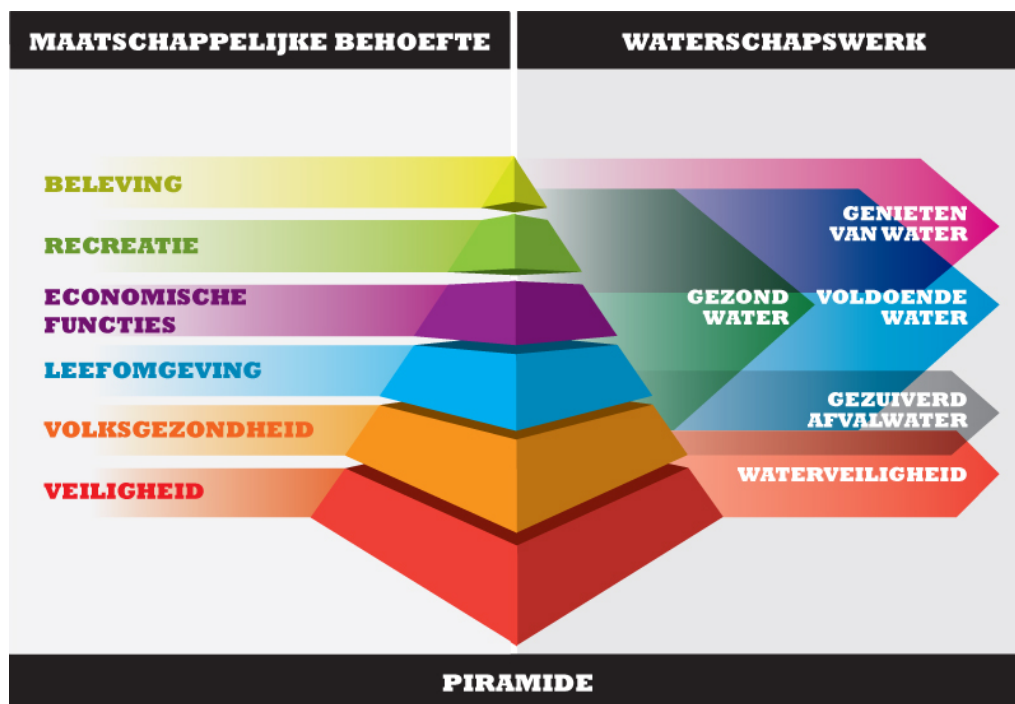 MAATSCHAPPELIJKE BEHOEFTE
WATERSCHAPSWERK
BELEVING
RECREATIE
ECONOMISCHE
FUNCTIES
LEEFOMGEVING
VOLKSGEZONDHEID
VEILIGHEID
GENIETEN
VAN WATER
GEZOND
WATER
VOLDOENDE
WATER
GEZUIVERD
AFVALWATER
WATERVEILIGHEID
PIRAMIDE